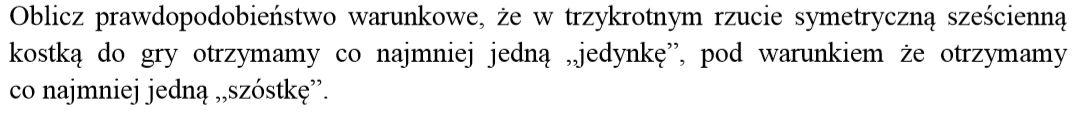 Oblicz prawdopodobieństwo warunkowe, że w trzykrotnym rzucie symetryczną sześcienną
kostką do gry otrzymamy co najmniej jedną „jedynkę”, pod warunkiem że otrzymamy
co najmniej jedną „szóstkę”.